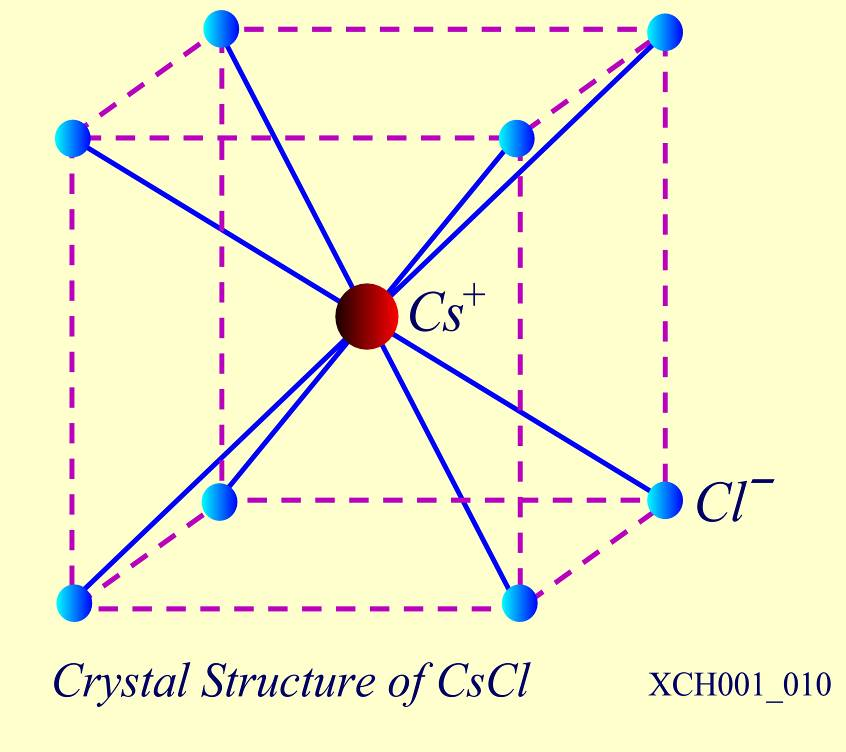 Cs⁺
Cl⁻
Crystal Structure of CsCl
XCH001_010